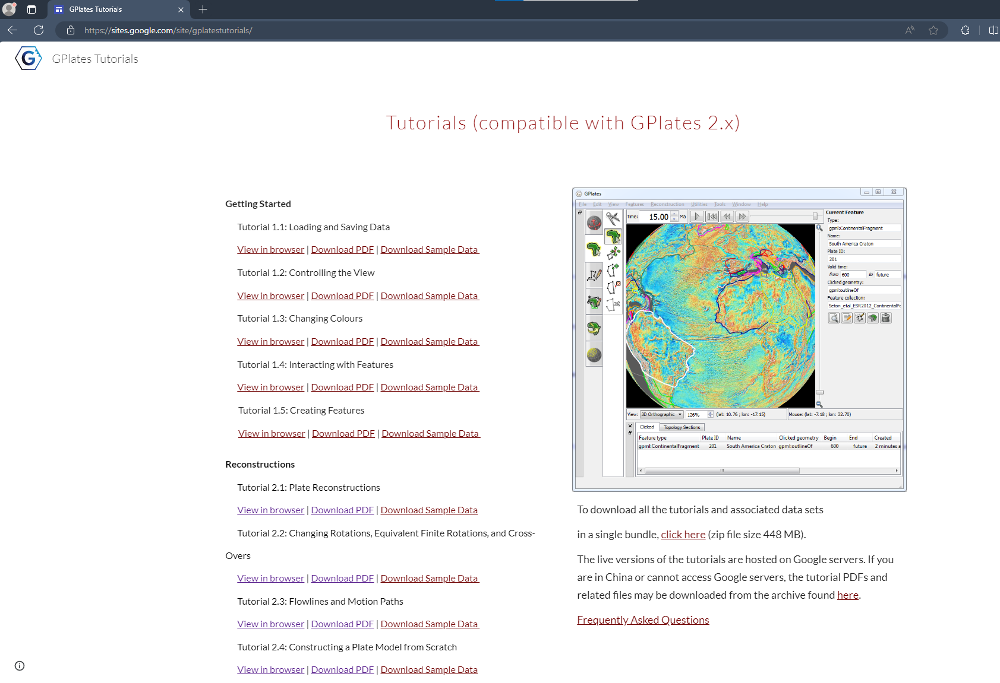 GPlates Tutorials
https://sites.google.com/site/gplatestutorials/
GPlates Tutorials
Tutorials (compatible with GPlates 2.x)
Getting Started
Tutorial 1.1: Loading and Saving Data
View in browser | Download PDF | Download Sample Data
Tutorial 1.2: Controlling the View
View in browser | Download PDF | Download Sample Data
Tutorial 1.3: Changing Colours
View in browser | Download PDF | Download Sample Data
Tutorial 1.4: Interacting with Features
View in browser | Download PDF | Download Sample Data
Tutorial 1.5: Creating Features
View in browser | Download PDF | Download Sample Data
Reconstructions
Tutorial 2.1: Plate Reconstructions
View in browser | Download PDF | Download Sample Data
Tutorial 2.2: Changing Rotations, Equivalent Finite Rotations, and Cross-
Overs
View in browser | Download PDF | Download Sample Data
Tutorial 2.3: Flowlines and Motion Paths
View in browser | Download PDF | Download Sample Data
Tutorial 2.4: Constructing a Plate Model from Scratch
View in browser | Download PDF | Download Sample Data
GPlates
File Edit View Features Reconstruction Utilities Tools Window Help
Time: 15.00 Ma
Current Feature
Type:
gpml:ContinentalFragment
Name:
South America Craton
Plate ID:
201
Valid time:
from 600 to future
Clicked geometry:
gpml:outlineOf
Feature collection:
Seton_etal_ESR2012_ContinentalPo
View: 3D Orthographic 126% (lat: 10.76 ; lon: -17.15) Mouse: (lat: -7.18 ; lon: 32.70)
Clicked Topology Sections
Feature type Plate ID Name Clicked geometry Begin End Created
gpml:ContinentalFragment 201 South America Craton gpml:outlineOf 600 future 2 minutes a
To download all the tutorials and associated data sets
in a single bundle, click here (zip file size 448 MB).
The live versions of the tutorials are hosted on Google servers. If you
are in China or cannot access Google servers, the tutorial PDFs and
related files may be downloaded from the archive found here.
Frequently Asked Questions